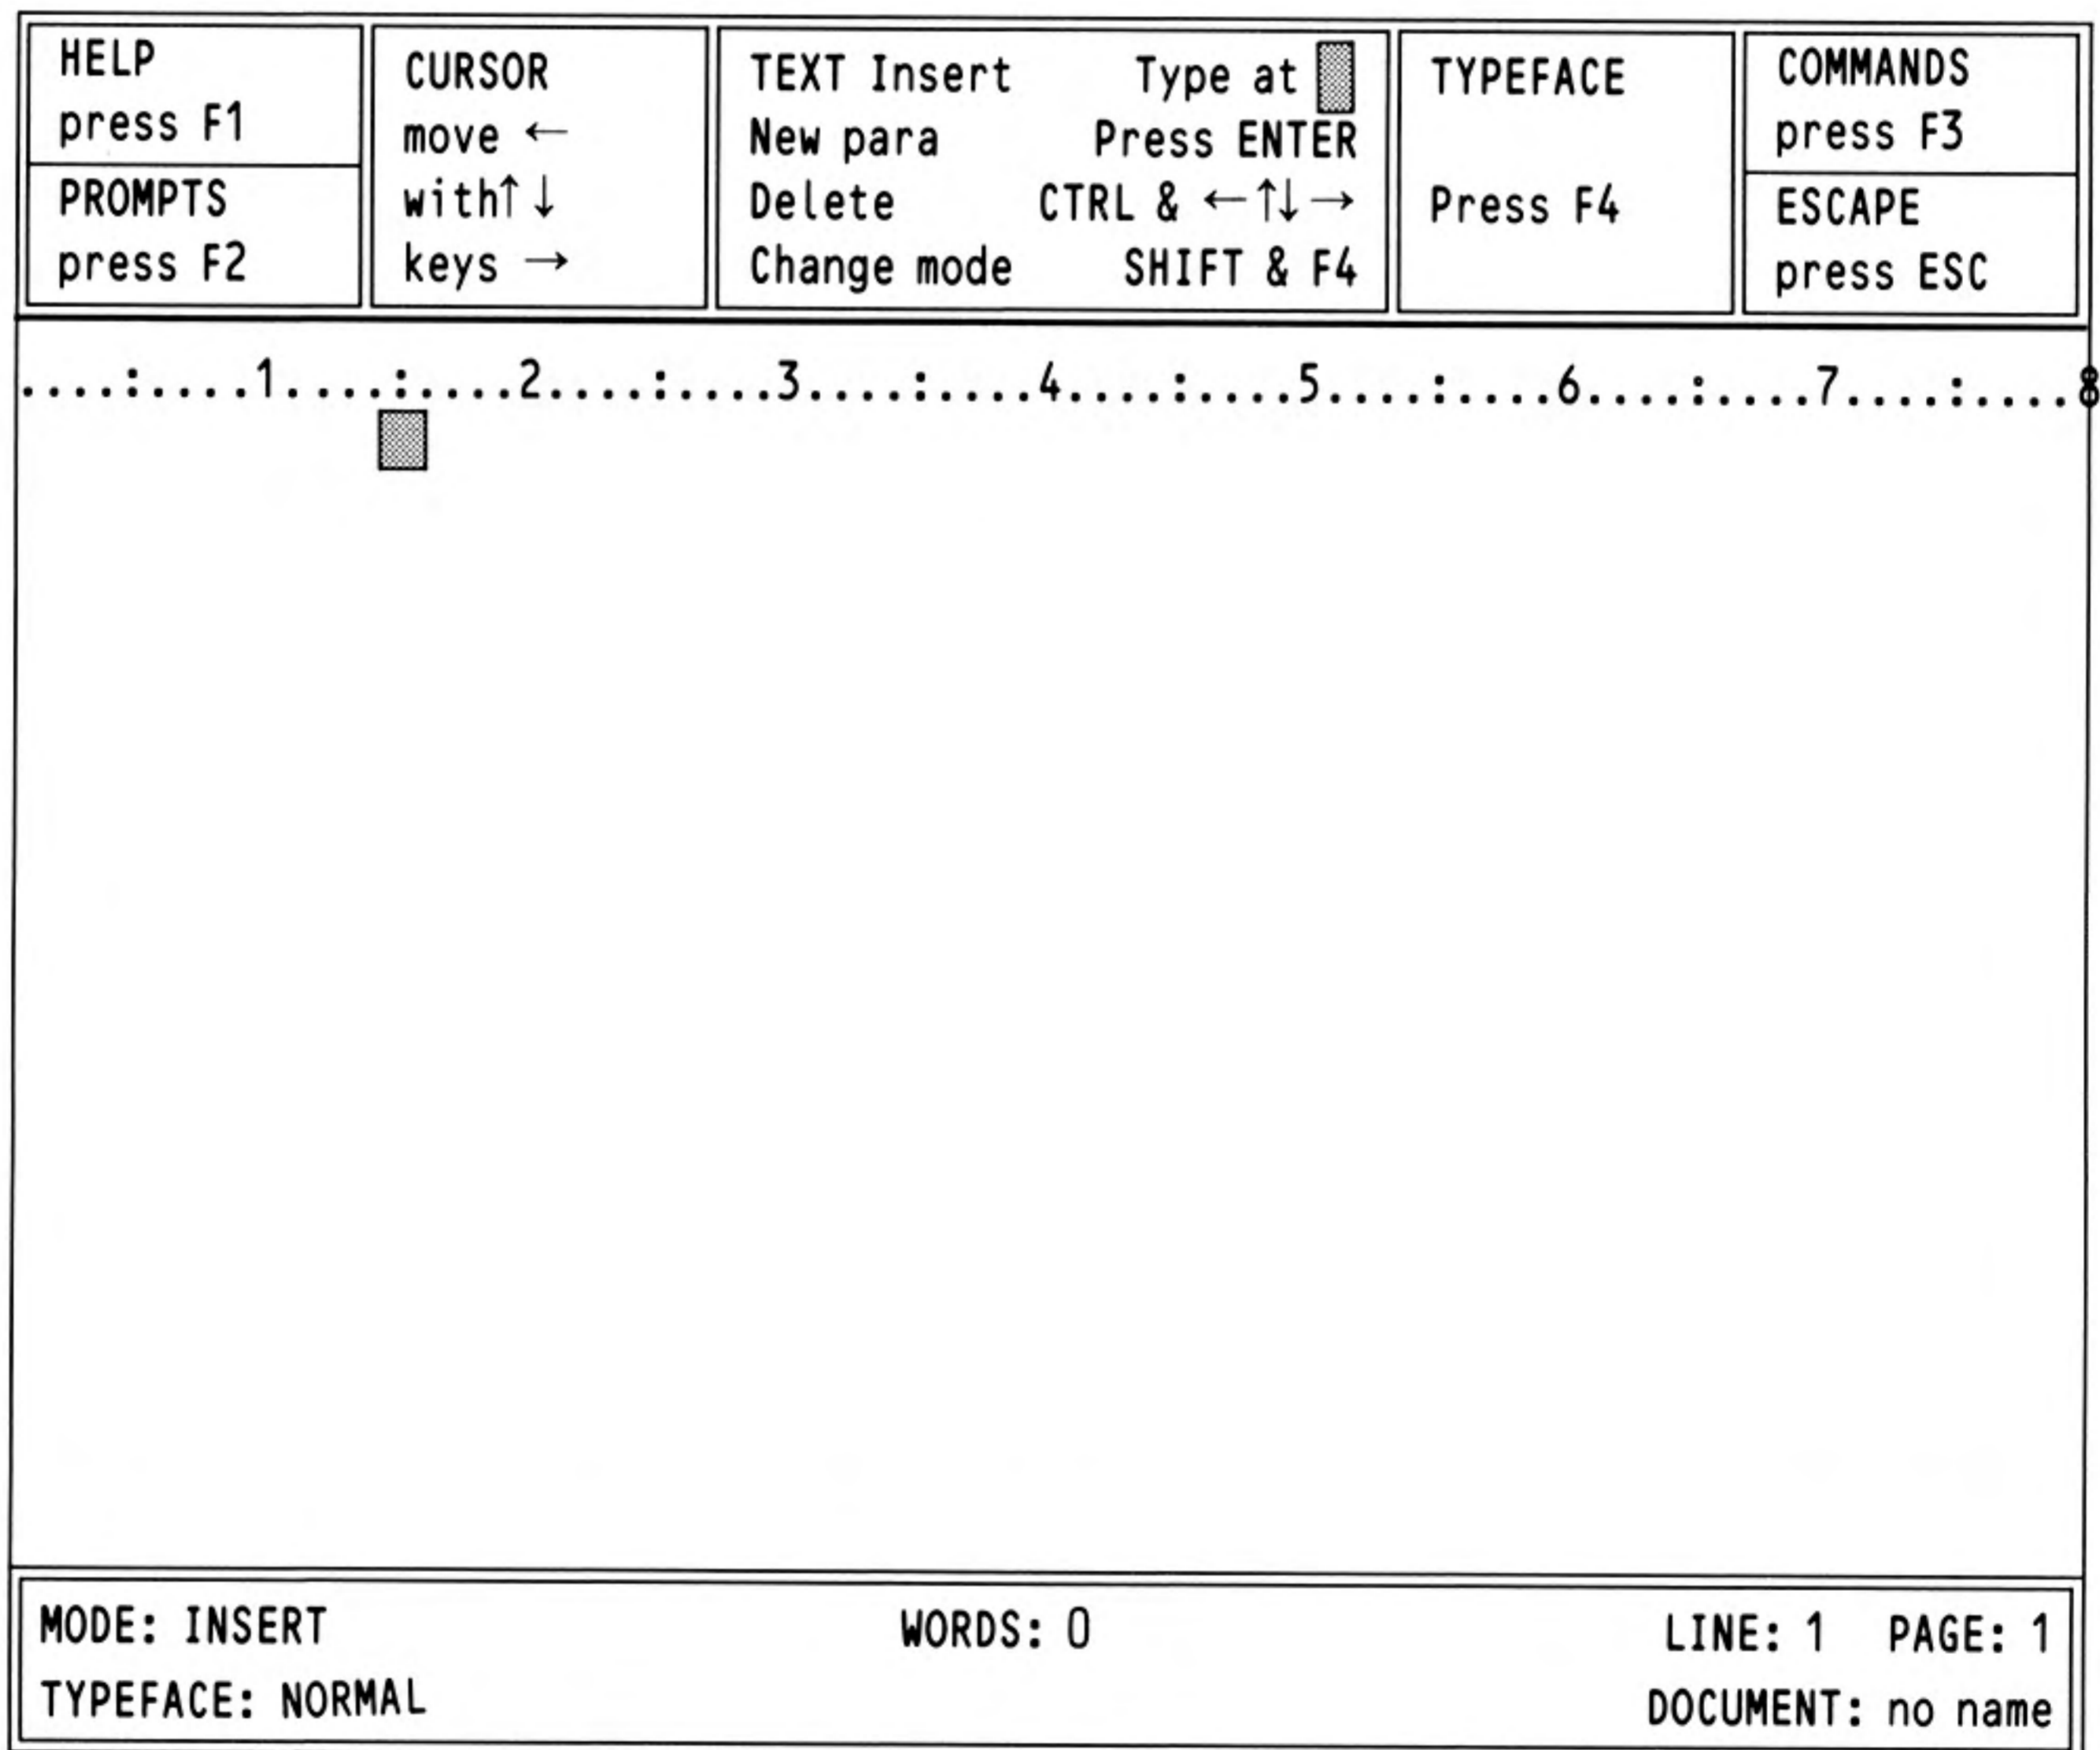 HELP
press F1
PROMPTS
press F2
CURSOR
move ←
with↑↓
keys →
TEXT Insert Type at
New para Press ENTER
Delete CTRL & ←↑↓→
Change mode SHIFT & F4
TYPEFACE
Press F4
COMMANDS
press F3
ESCAPE
press ESC
....:....1....:....2....:....3....:....4....:....5....:....6....:....7....:....8
MODE: INSERT WORDS: 0 LINE: 1 PAGE: 1
TYPEFACE: NORMAL DOCUMENT: no name